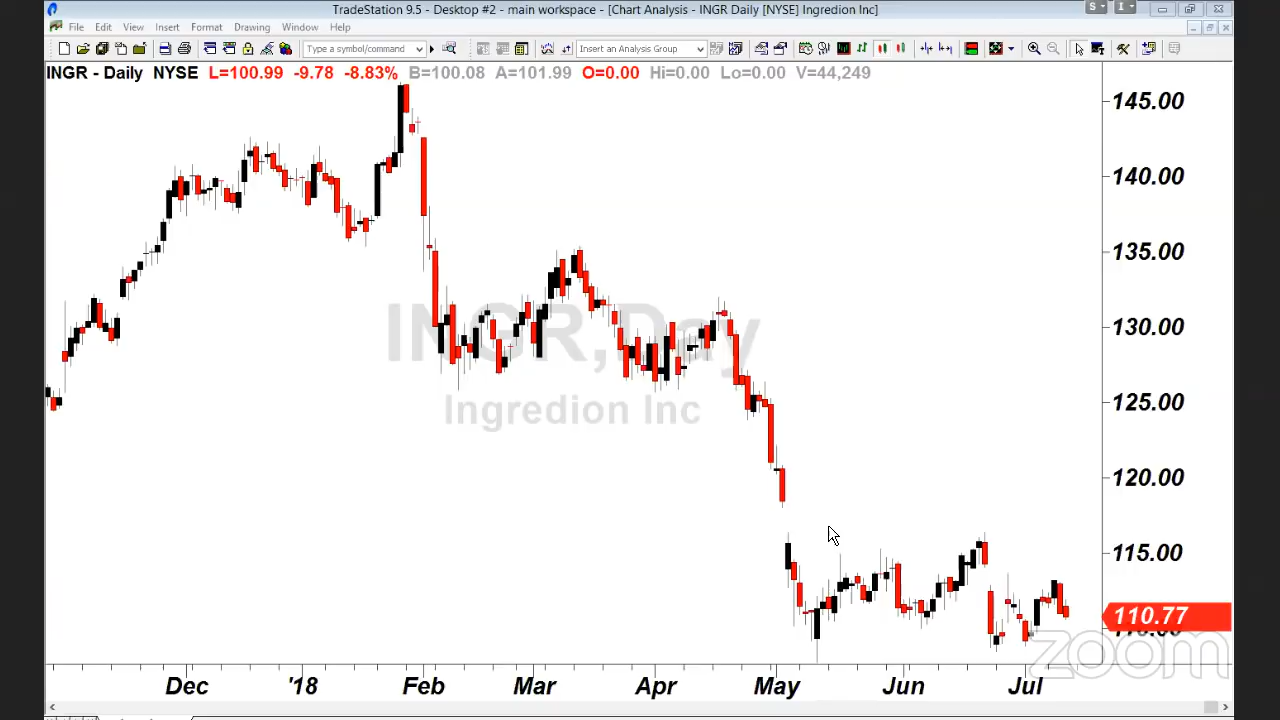 TradeStation 9.5 - Desktop #2 - main workspace - [Chart Analysis - INGR Daily [NYSE] Ingredion Inc]
S I
File Edit View Insert Format Drawing Window Help
Type a symbol/command Insert an Analysis Group
INGR - Daily NYSE L=100.99 -9.78 -8.83% B=100.08 A=101.99 O=0.00 Hi=0.00 Lo=0.00 V=44,249
145.00
140.00
135.00
130.00
INGR,Day
125.00
Ingredion Inc
120.00
115.00
110.77
110.00
zoom
Dec '18 Feb Mar Apr May Jun Jul